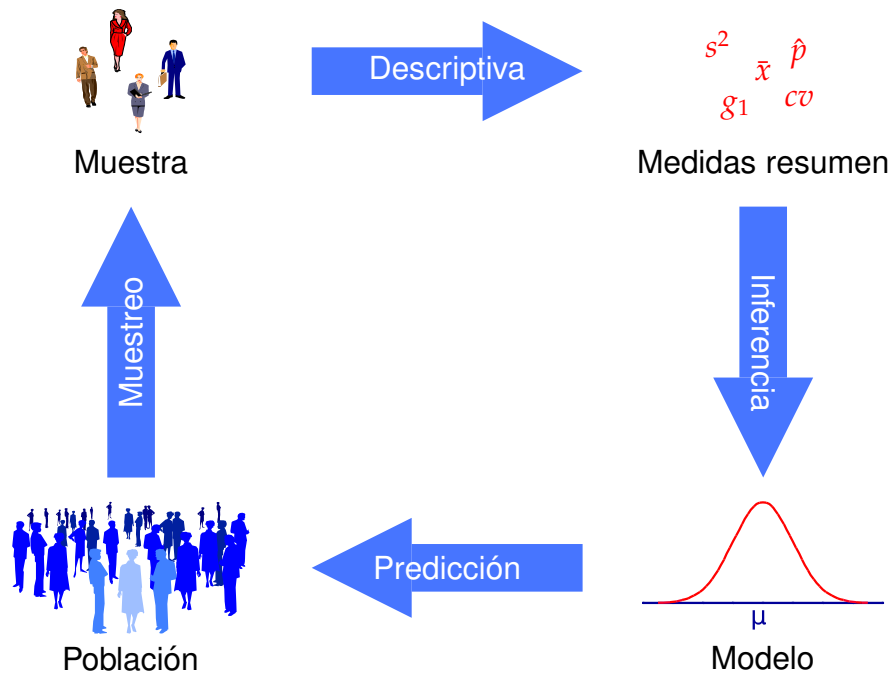 Descriptiva
s² x̄ p̂
g₁ cv
Muestra
Medidas resumen
Muestreo
Inferencia
Predicción
μ
Población
Modelo